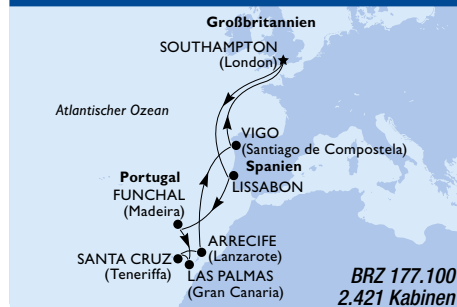 Großbritannien
SOUTHAMPTON
(London)
Atlantischer Ozean
VIGO
(Santiago de Compostela)
Spanien
LISSABON
Portugal
FUNCHAL
(Madeira)
ARRECIFE
(Lanzarote)
SANTA CRUZ
(Teneriffa)
LAS PALMAS
(Gran Canaria)
BRZ 177.100
2.421 Kabinen